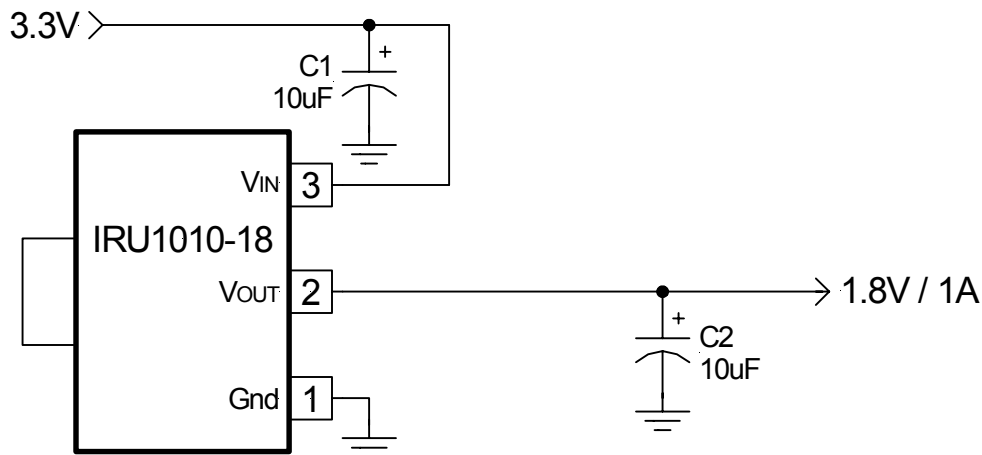 3.3V
+
C1
10uF
VIN 3
IRU1010-18
VOUT 2
1.8V / 1A
+
C2
10uF
Gnd 1